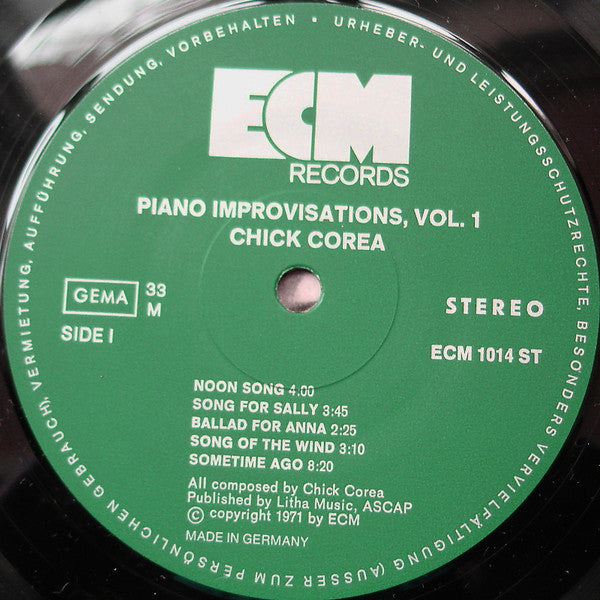 ECM
RECORDS
PIANO IMPROVISATIONS, VOL. 1
CHICK COREA
GEMA 33
M
SIDE I
STEREO
ECM 1014 ST
NOON SONG 4:00
SONG FOR SALLY 3:45
BALLAD FOR ANNA 2:25
SONG OF THE WIND 3:10
SOMETIME AGO 8:20
All composed by Chick Corea
Published by Litha Music, ASCAP
© copyright 1971 by ECM
MADE IN GERMANY
URHEBER- UND LEISTUNGSSCHUTZRECHTE, BESONDERS VERVIELFÄLTIGUNG (AUSSER ZUM PERSÖNLICHEN GEBRAUCH), VERMIETUNG, AUFFÜHRUNG, SENDUNG, VORBEHALTEN •